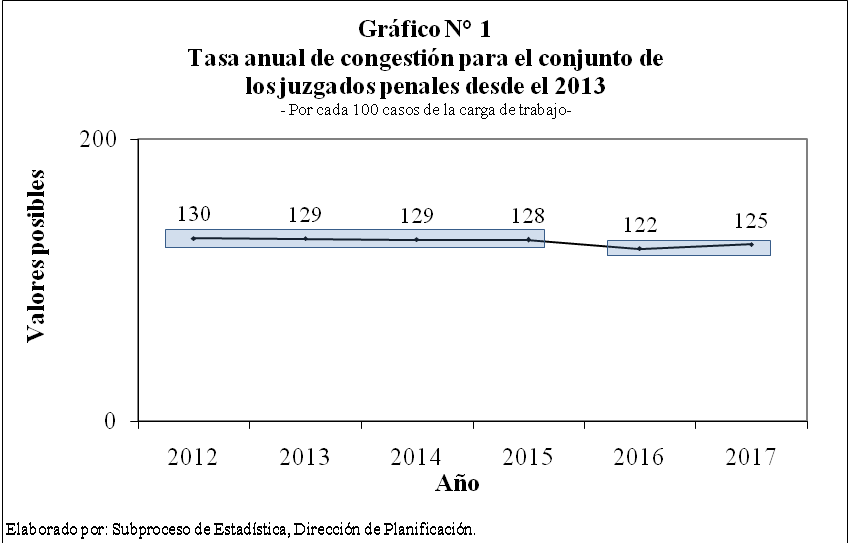 Gráfico N° 1
Tasa anual de congestión para el conjunto de
los juzgados penales desde el 2013
- Por cada 100 casos de la carga de trabajo-
200
Valores posibles
130 129 129 128 122 125
0
2012 2013 2014 2015 2016 2017
Año
Elaborado por: Subproceso de Estadística, Dirección de Planificación.